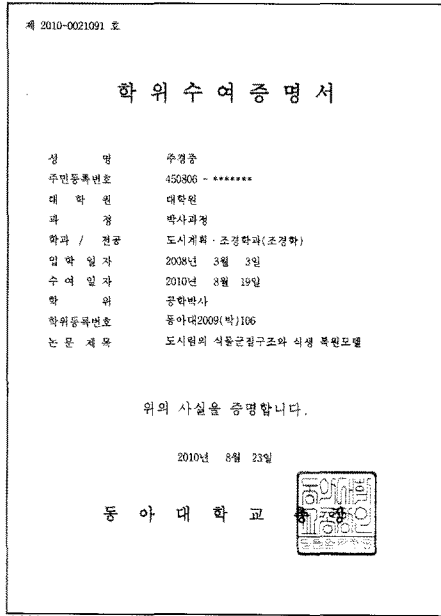 제 2010-0021091 호
학 위 수 여 증 명 서
성 명 주경중
주민등록번호 450806 - *******
대 학 원 대학원
과 정 박사과정
학과 / 전공 도시계획 · 조경학과(조경학)
입 학 일 자 2008년 3월 3일
수 여 일 자 2010년 8월 19일
학 위 공학박사
학위등록번호 동아대2009(박)106
논 문 제 목 도시림의 식물군집구조와 식생 복원모델
위의 사실을 증명합니다.
2010년 8월 23일
동 아 대 학 교 총 장